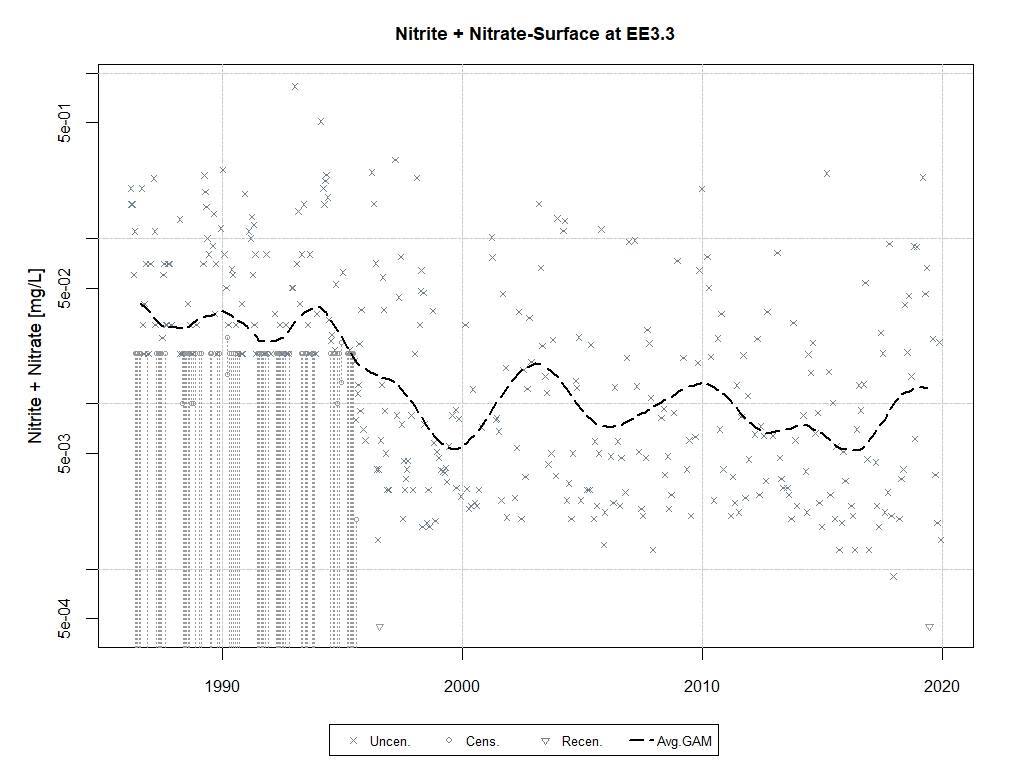 Nitrite + Nitrate-Surface at EE3.3
Nitrite + Nitrate [mg/L]
5e-01
5e-02
5e-03
5e-04
1990 2000 2010 2020
Uncen. Cens. Recen. Avg.GAM